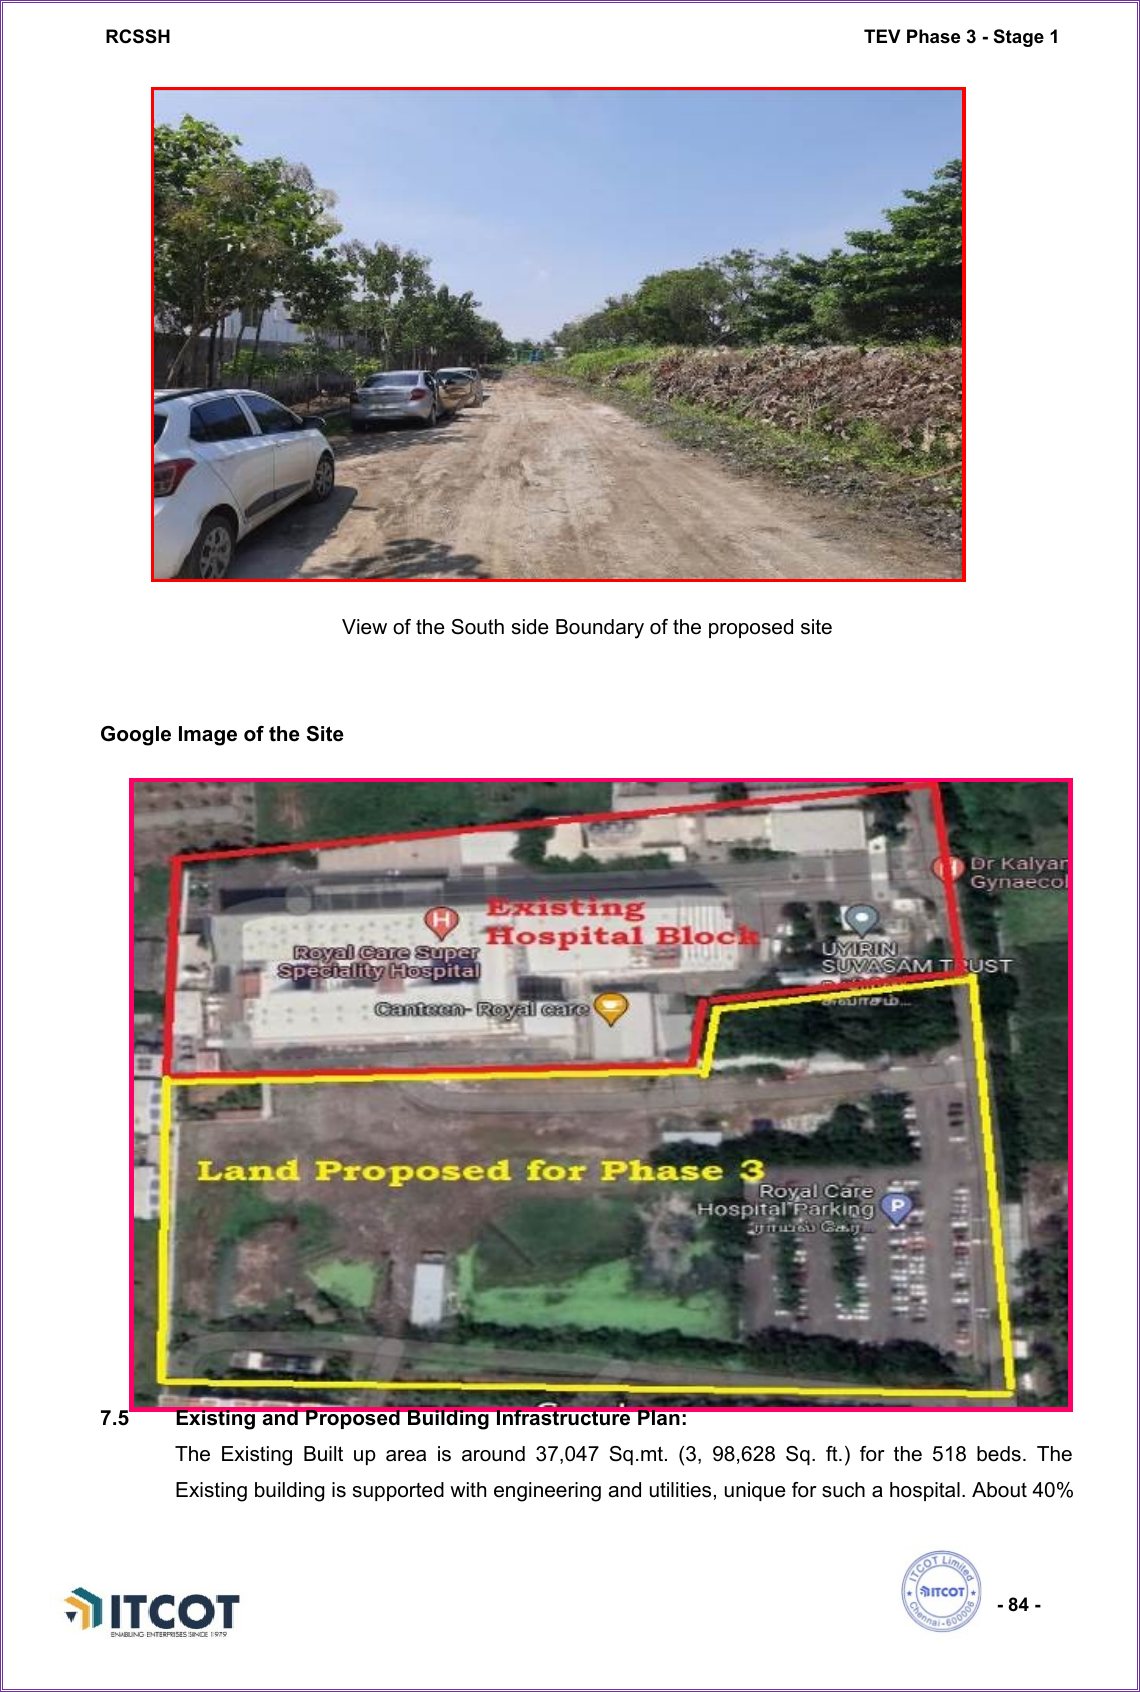 RCSSH
TEV Phase 3 - Stage 1
View of the South side Boundary of the proposed site
Google Image of the Site
Dr Kalyar
Gynaecol
Existing
Hospital Block
Royal Care Super
Speciality Hospital
UYIRIN
SUVASAM TRUST
சுவாசம்...
Canteen- Royal care
Land Proposed for Phase 3
Royal Care
Hospital Parking
ராயல் கேர்...
P
7.5 Existing and Proposed Building Infrastructure Plan:
The Existing Built up area is around 37,047 Sq.mt. (3, 98,628 Sq. ft.) for the 518 beds. The
Existing building is supported with engineering and utilities, unique for such a hospital. About 40%
ITCOT
ENABLING ENTERPRISES SINCE 1979
ITCOT Limited
ITCOT
Chennai-600006
- 84 -